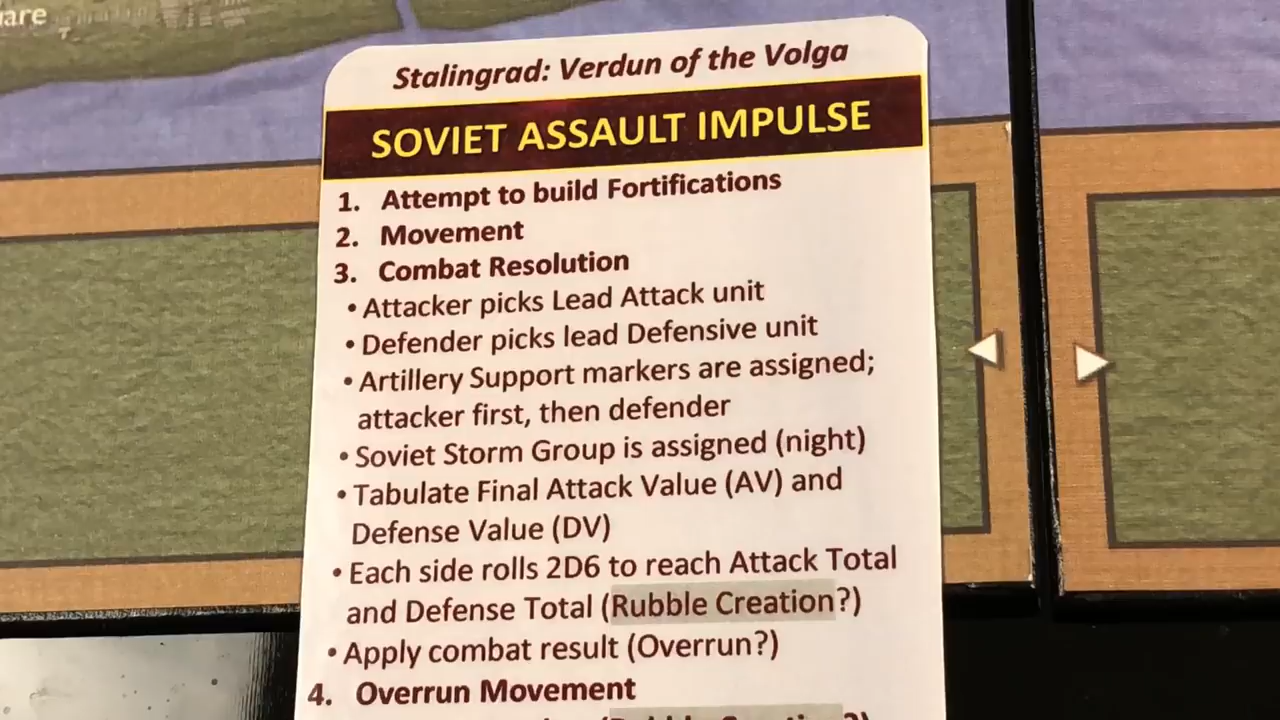 are
Stalingrad: Verdun of the Volga
SOVIET ASSAULT IMPULSE
1. Attempt to build Fortifications
2. Movement
3. Combat Resolution
• Attacker picks Lead Attack unit
• Defender picks lead Defensive unit
• Artillery Support markers are assigned;
attacker first, then defender
• Soviet Storm Group is assigned (night)
• Tabulate Final Attack Value (AV) and
Defense Value (DV)
• Each side rolls 2D6 to reach Attack Total
and Defense Total (Rubble Creation?)
• Apply combat result (Overrun?)
4. Overrun Movement